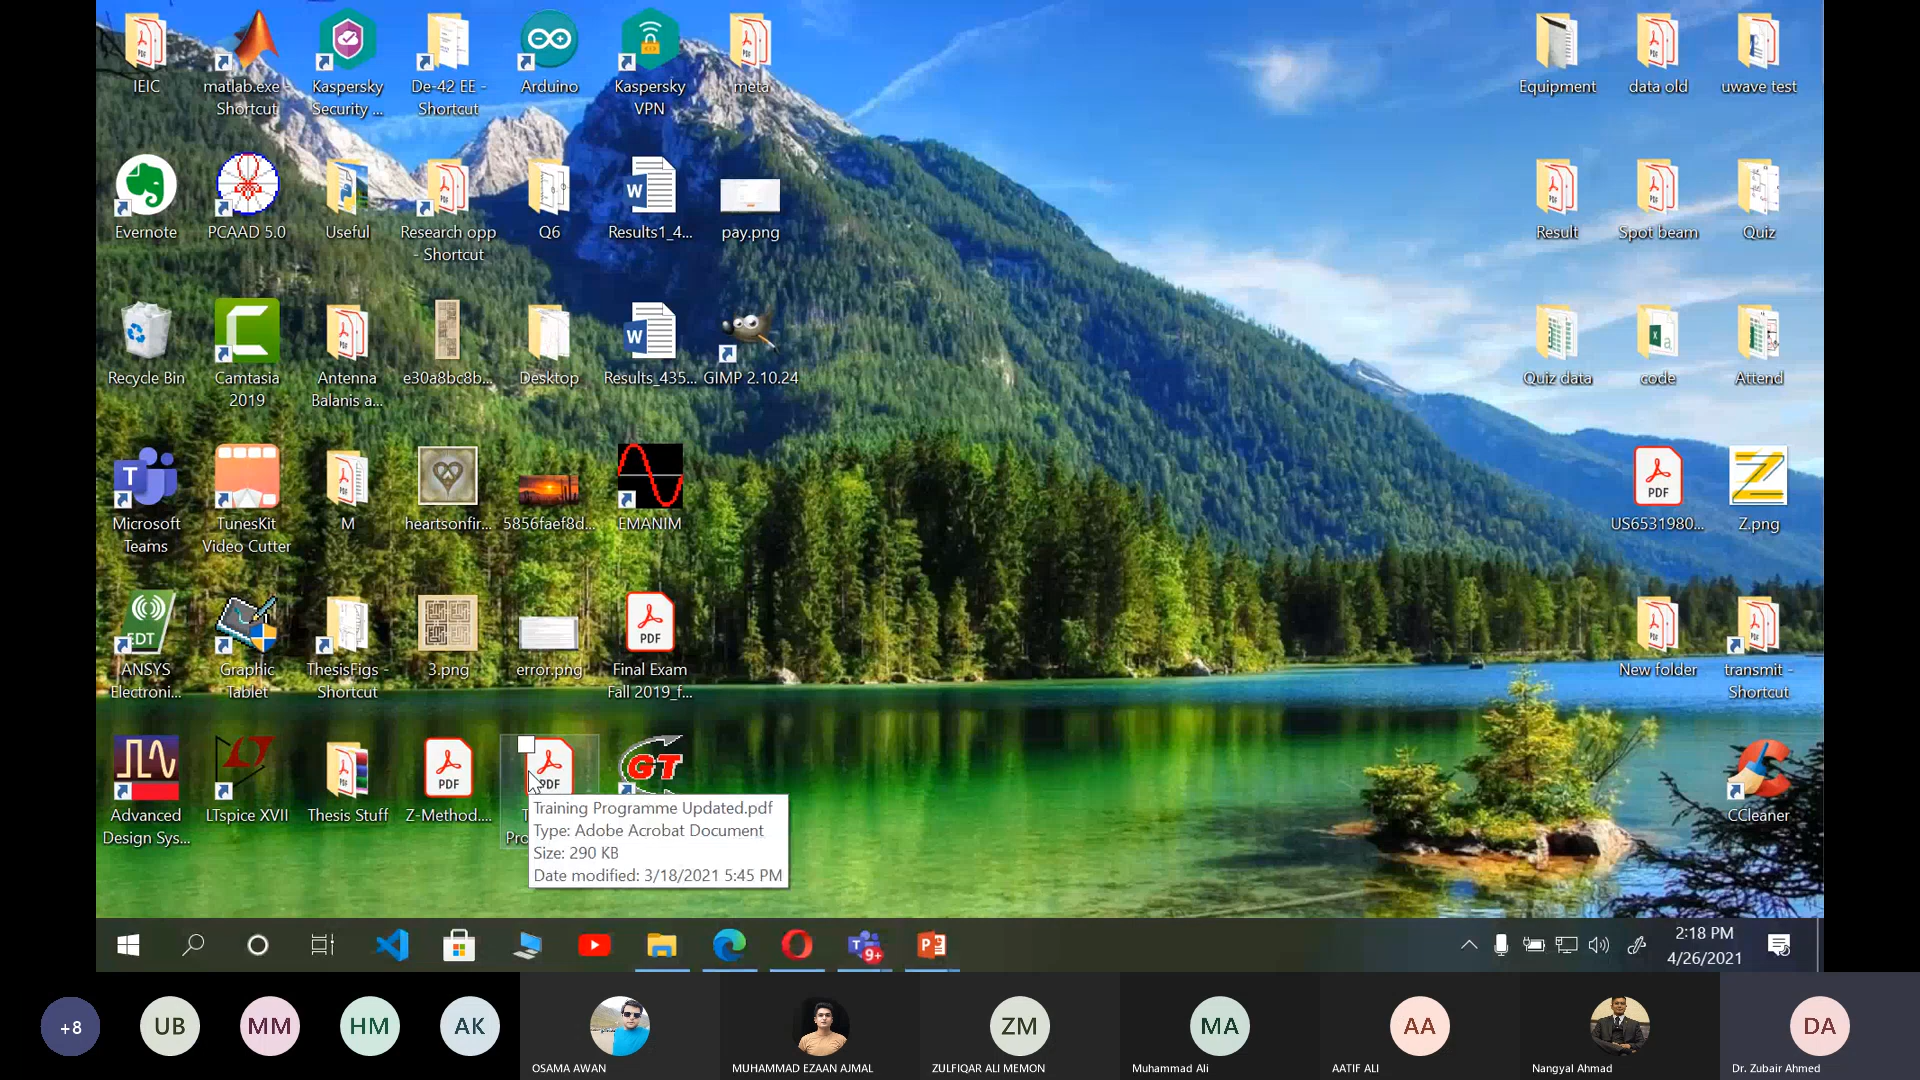 IEIC
matlab.exe -
Shortcut
Kaspersky
Security ...
De-42 EE -
Shortcut
Arduino
Kaspersky
VPN
meta
Equipment
data old
uwave test
Evernote
PCAAD 5.0
Useful
Research opp
- Shortcut
Q6
Results1_4...
pay.png
Result
Spot beam
Quiz
Recycle Bin
Camtasia
2019
Antenna
Balanis a...
e30a8bc8b...
Desktop
Results_435...
GIMP 2.10.24
Quiz data
code
Attend
Microsoft
Teams
TunesKit
Video Cutter
M
heartsonfir...
5856faef8d...
EMANIM
PDF
US6531980...
Z.png
EDT
ANSYS
Electroni...
Graphic
Tablet
ThesisFigs -
Shortcut
3.png
error.png
PDF
Final Exam
Fall 2019_f...
New folder
transmit -
Shortcut
Advanced
Design Sys...
LTspice XVII
Thesis Stuff
PDF
Z-Method....
PDF
GT
CCleaner
Training Programme Updated.pdf
Type: Adobe Acrobat Document
Size: 290 KB
Date modified: 3/18/2021 5:45 PM
9+
2:18 PM
4/26/2021
+8
UB
MM
HM
AK
OSAMA AWAN
MUHAMMAD EZAAN AJMAL
ZM
ZULFIQAR ALI MEMON
MA
Muhammad Ali
AA
AATIF ALI
Nangyal Ahmad
DA
Dr. Zubair Ahmed